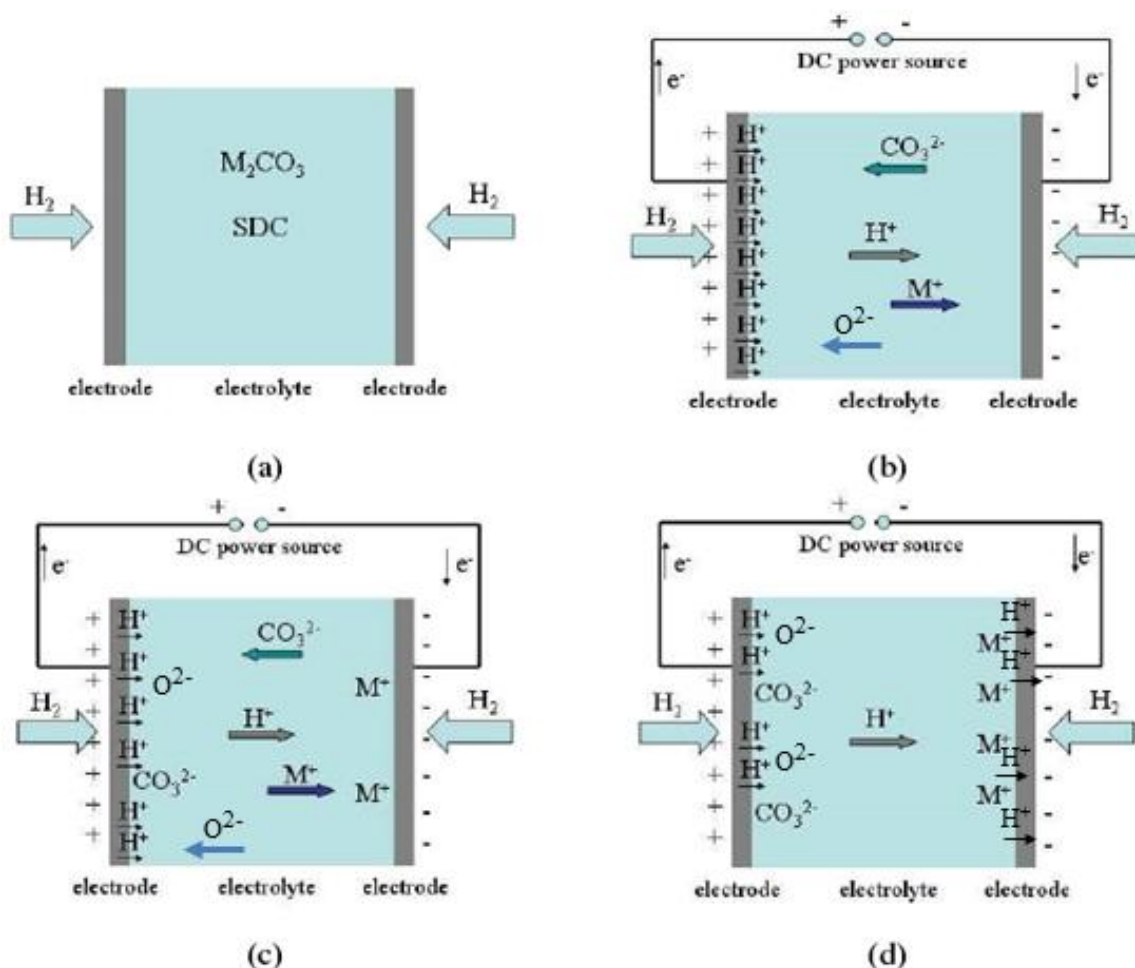 M₂CO₃
SDC
H₂
H₂
electrode electrolyte electrode
(a)
+ -
DC power source
e⁻ e⁻
+ H⁺ -
+ H⁺ CO₃²⁻ -
+ H⁺ -
H₂ + H⁺ H₂ -
+ H⁺ H⁺ -
+ H⁺ M⁺ -
+ H⁺ O²⁻ -
+ H⁺ -
electrode electrolyte electrode
(b)
+ -
DC power source
e⁻ e⁻
+ H⁺ -
+ H⁺ CO₃²⁻ -
+ O²⁻ M⁺ -
H₂ + H⁺ H⁺ H₂ -
+ H⁺ M⁺ -
+ CO₃²⁻ M⁺ -
+ H⁺ O²⁻ -
+ H⁺ -
electrode electrolyte electrode
(c)
+ -
DC power source
e⁻ e⁻
+ H⁺ O²⁻ H⁺ -
+ H⁺ M⁺ H⁺ -
+ CO₃²⁻ M⁺ -
H₂ + H⁺ H⁺ M⁺ H₂ -
+ H⁺ O²⁻ H⁺ -
+ CO₃²⁻ M⁺ H⁺ -
electrode electrolyte electrode
(d)